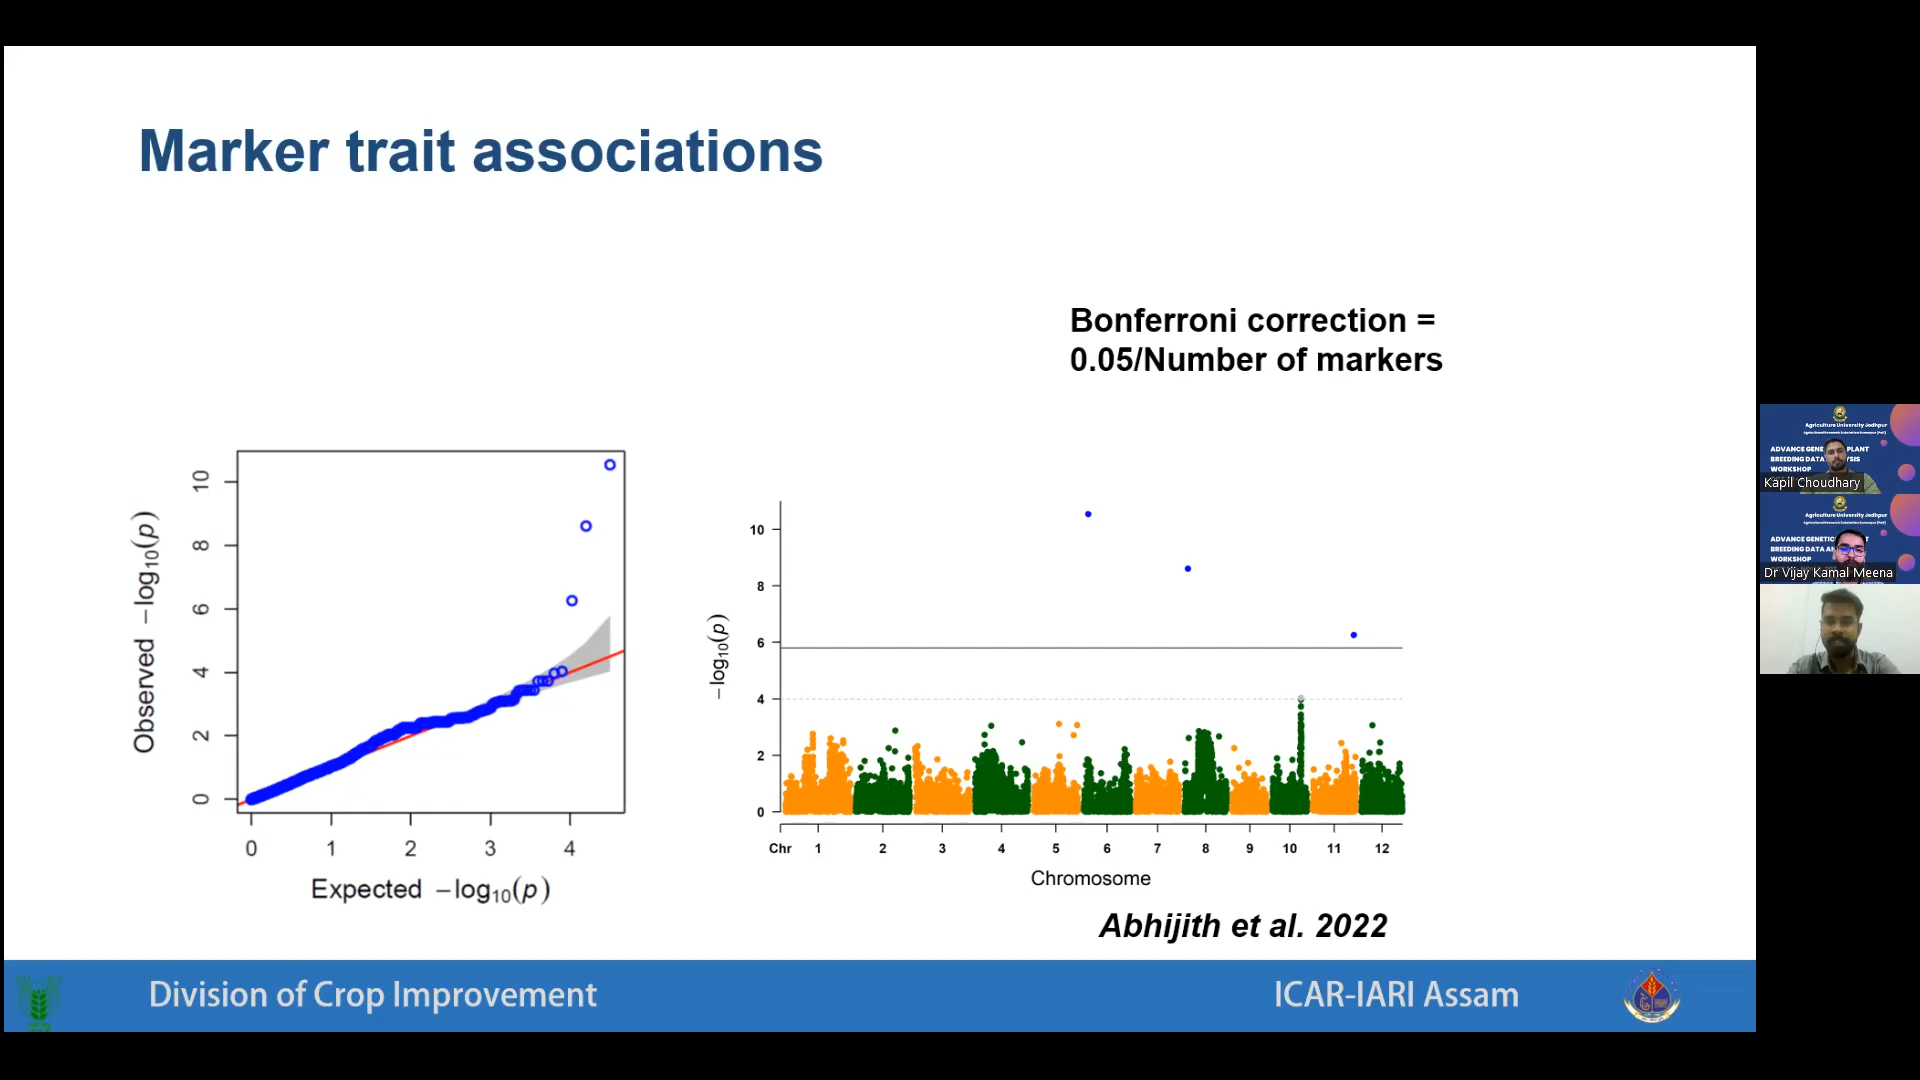 Marker trait associations
Bonferroni correction =
0.05/Number of markers
Observed −log10(p)
10
8
6
4
2
0
0 1 2 3 4
Expected −log10(p)
−log10(p)
10
8
6
4
2
0
Chr 1 2 3 4 5 6 7 8 9 10 11 12
Chromosome
Abhijith et al. 2022
Division of Crop Improvement
ICAR-IARI Assam
Agriculture University Jodhpur
ADVANCE GENE PLANT
BREEDING DATA YSIS
WORKSHOP
Kapil Choudhary
Agriculture University Jodhpur
ADVANCE GENETIC
BREEDING DATA AN
WORKSHOP
Dr Vijay Kamal Meena